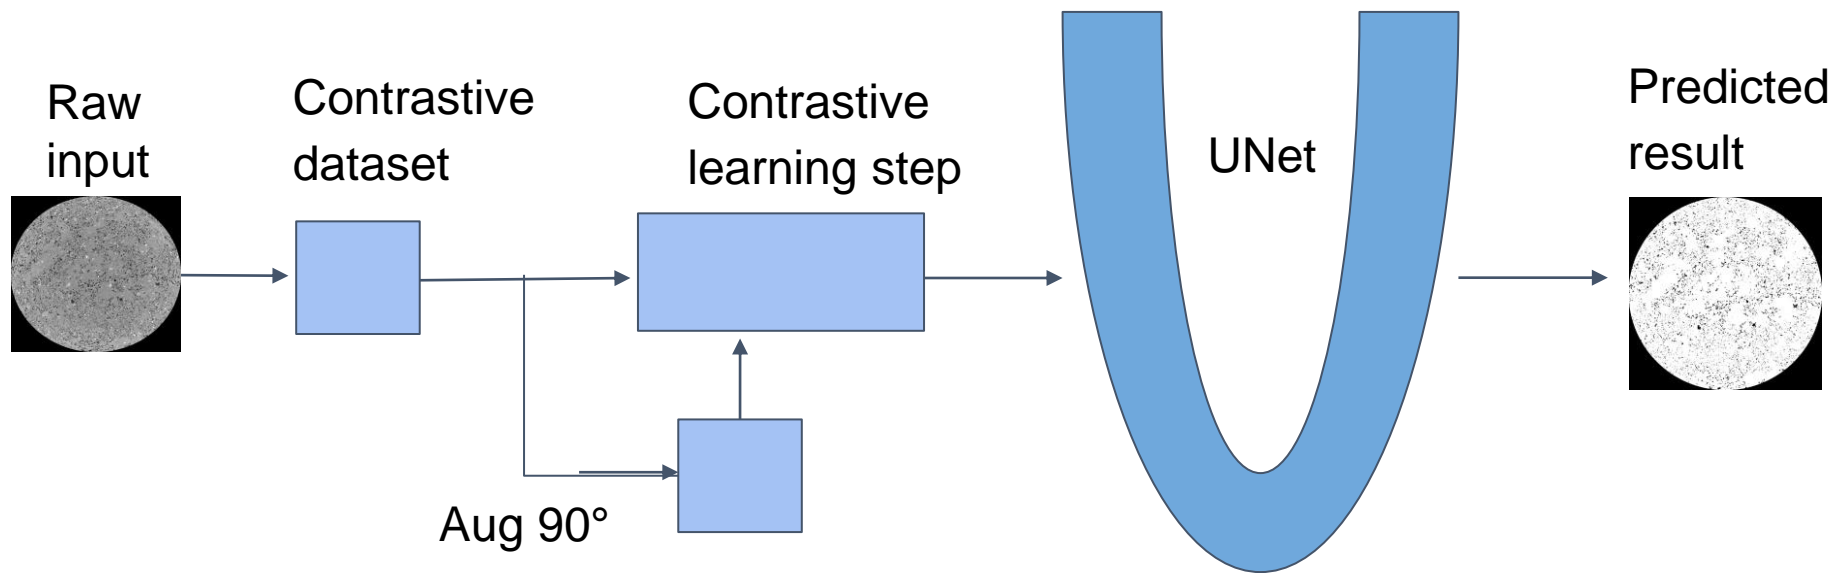 Raw
input
Contrastive
dataset
Contrastive
learning step
UNet
Predicted
result
Aug 90°